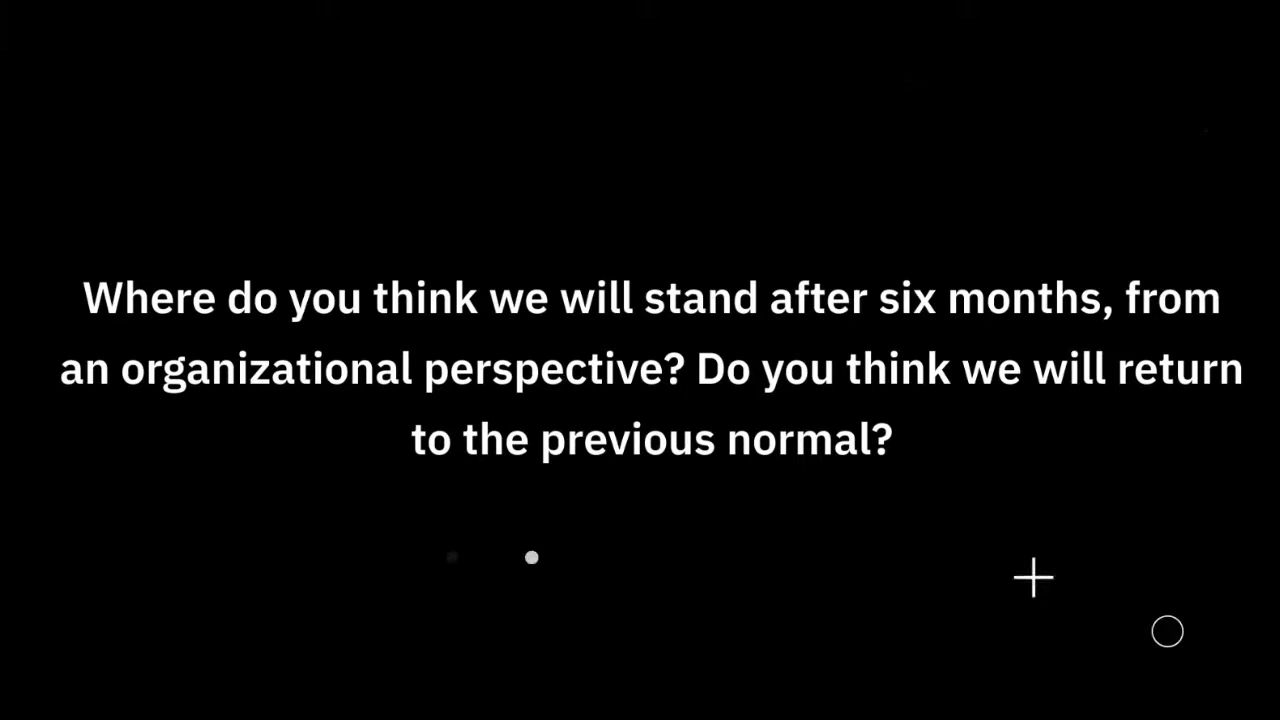 Where do you think we will stand after six months, from
an organizational perspective? Do you think we will return
to the previous normal?